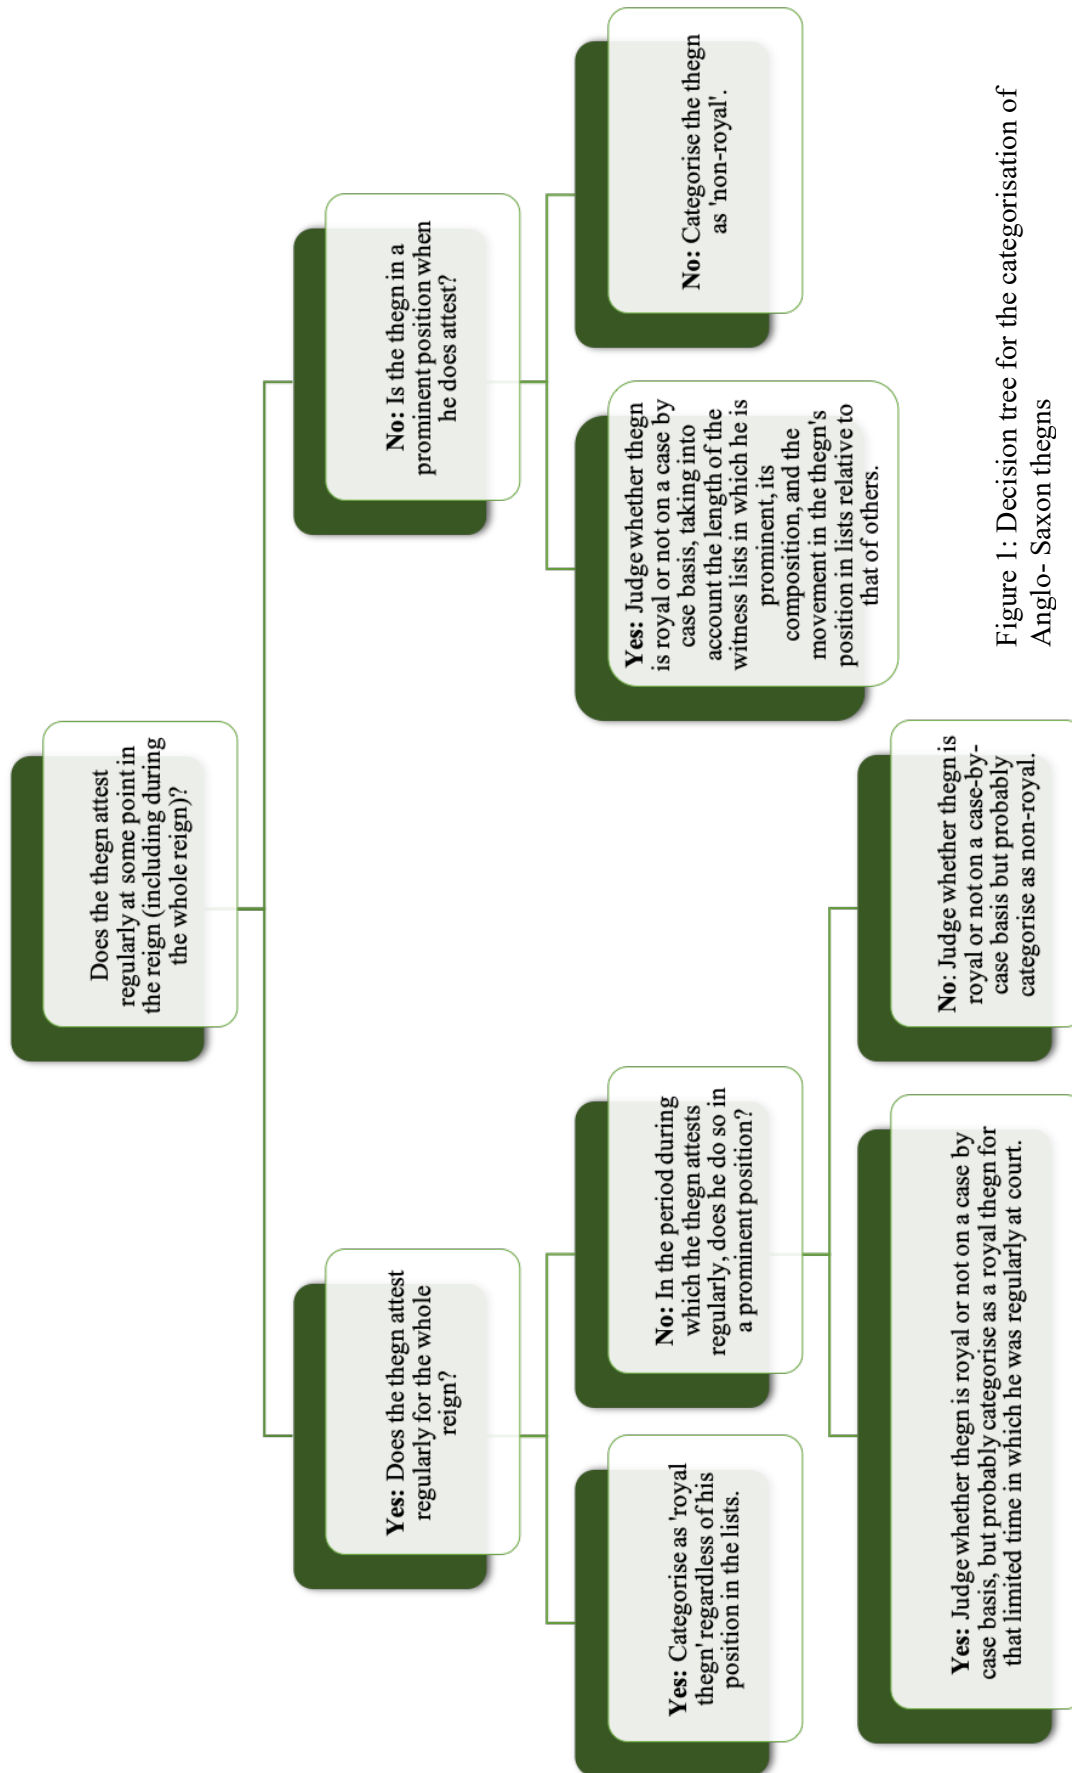 Does the thegn attest
regularly at some point in
the reign (including during
the whole reign)?
Yes: Does the thegn attest
regularly for the whole
reign?
No: Is the thegn in a
prominent position when
he does attest?
Yes: Categorise as 'royal
thegn' regardless of his
position in the lists.
No: In the period during
which the thegn attests
regularly, does he do so in
a prominent position?
Yes: Judge whether thegn
is royal or not on a case by
case basis, taking into
account the length of the
witness lists in which he is
prominent, its
composition, and the
movement in the thegn's
position in lists relative to
that of others.
No: Categorise the thegn
as 'non-royal'.
Yes: Judge whether thegn is royal or not on a case by
case basis, but probably categorise as a royal thegn for
that limited time in which he was regularly at court.
No: Judge whether thegn is
royal or not on a case-by-
case basis but probably
categorise as non-royal.
Figure 1: Decision tree for the categorisation of
Anglo- Saxon thegns